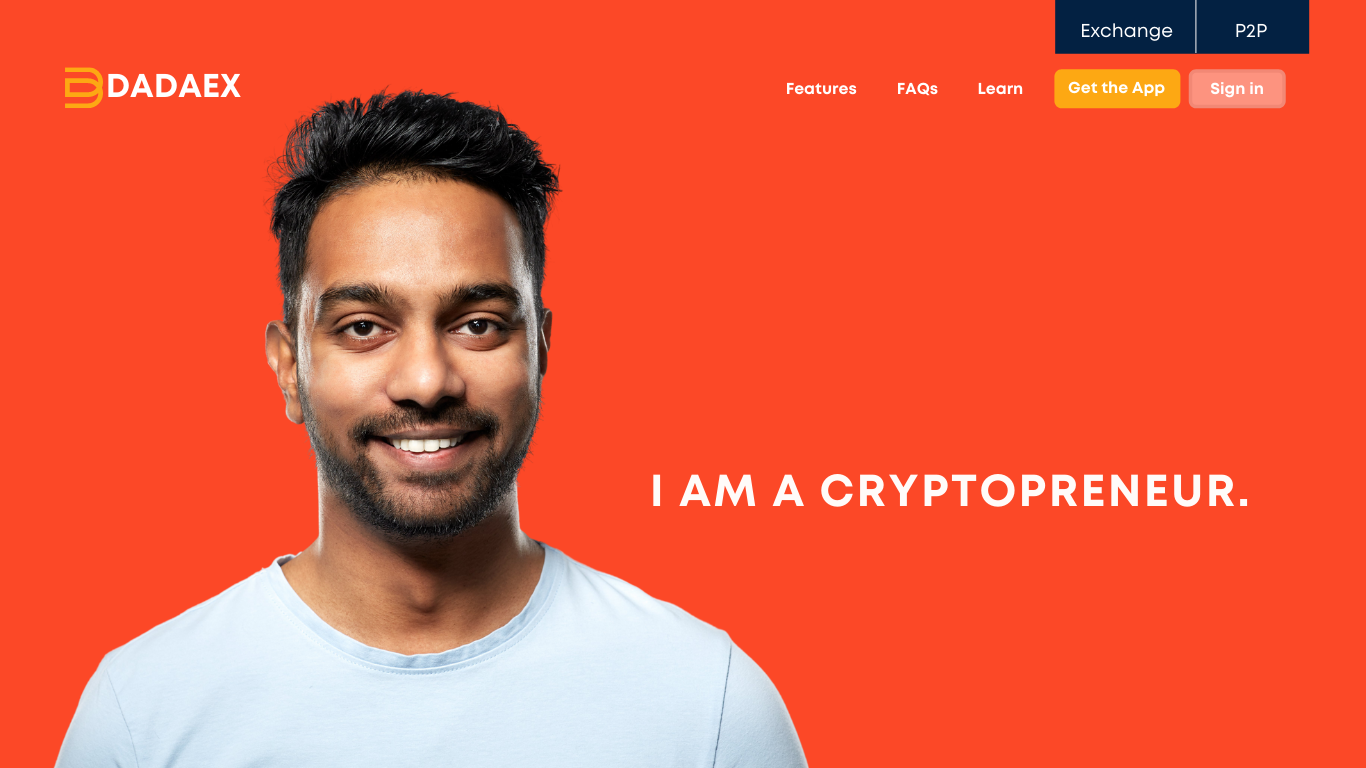 Exchange P2P
DADAEX
Features FAQs Learn Get the App Sign in
I AM A CRYPTOPRENEUR.